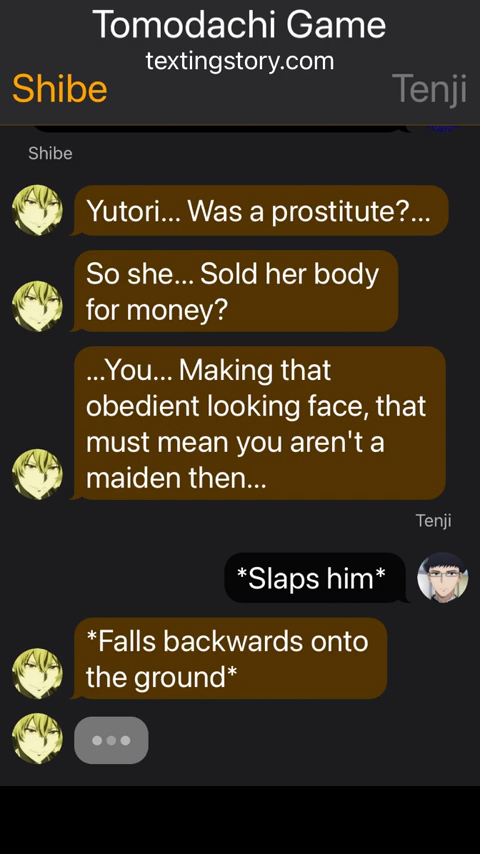 Tomodachi Game
textingstory.com
Shibe
Tenji
Shibe
Yutori... Was a prostitute?...
So she... Sold her body
for money?
...You... Making that
obedient looking face, that
must mean you aren't a
maiden then...
Tenji
*Slaps him*
*Falls backwards onto
the ground*